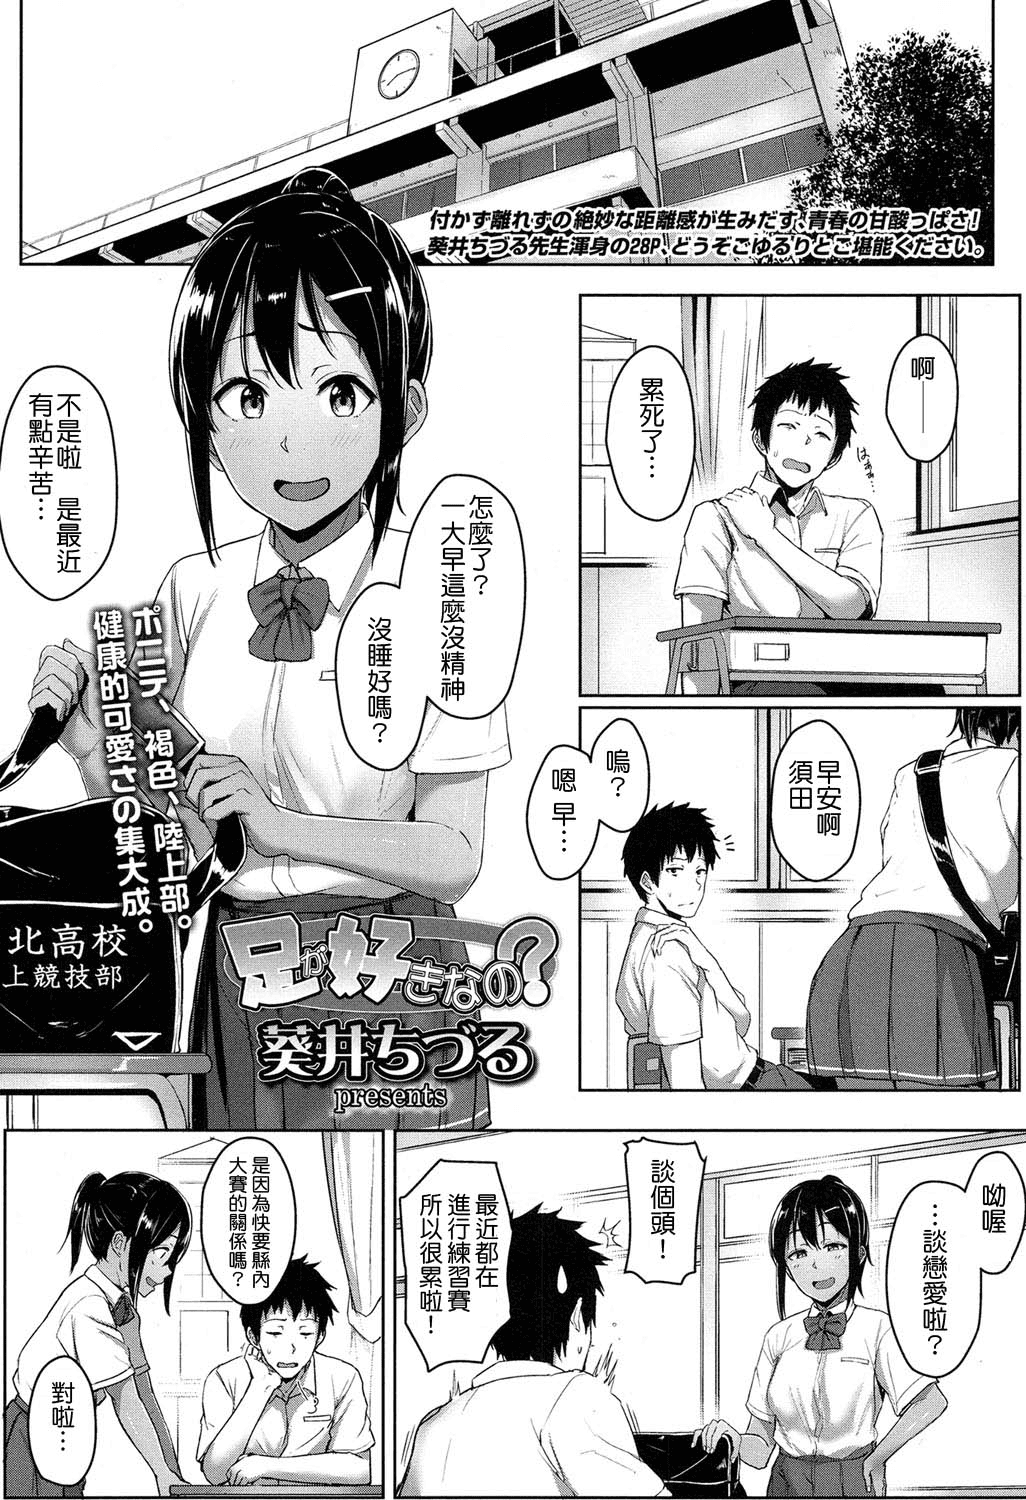 付かず離れずの絶妙な距離感が生みだす、青春の甘酸っぱさ!
葵井ちづる先生渾身の28P、どうぞごゆるりとご堪能ください。
啊——
累死了…
はぁぁ…
早安啊
須田
嗚?
嗯 早…
怎麼了?
一大早這麼沒精神
沒睡好嗎?
不是啦 是最近
有點辛苦…
ポニテ、褐色、陸上部。
健康的可愛さの集大成。
北高校
上競技部
足が好きなの?
葵井ちづる
presents
呦喔
…談戀愛啦?
談個頭!
最近都在
進行練習賽
所以很累啦!
是因為快要縣內
大賽的關係嗎?
對啦…